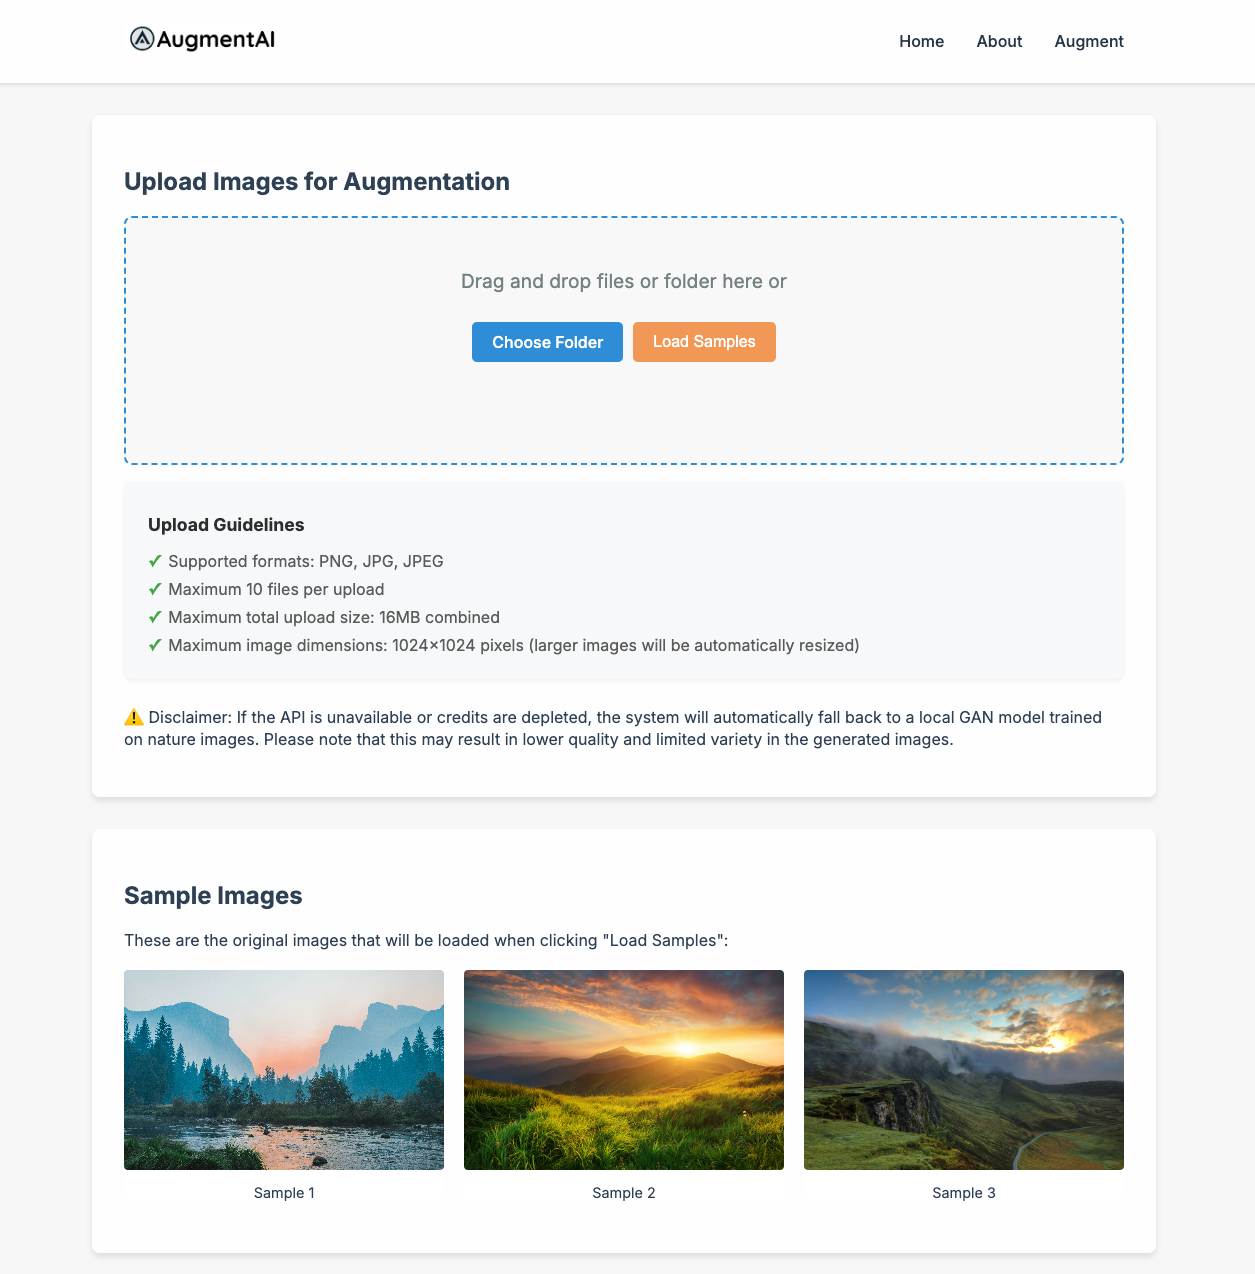 AugmentAI
Home About Augment
Upload Images for Augmentation
Drag and drop files or folder here or
Choose Folder Load Samples
Upload Guidelines
✓ Supported formats: PNG, JPG, JPEG
✓ Maximum 10 files per upload
✓ Maximum total upload size: 16MB combined
✓ Maximum image dimensions: 1024×1024 pixels (larger images will be automatically resized)
⚠️ Disclaimer: If the API is unavailable or credits are depleted, the system will automatically fall back to a local GAN model trained
on nature images. Please note that this may result in lower quality and limited variety in the generated images.
Sample Images
These are the original images that will be loaded when clicking "Load Samples":
Sample 1 Sample 2 Sample 3